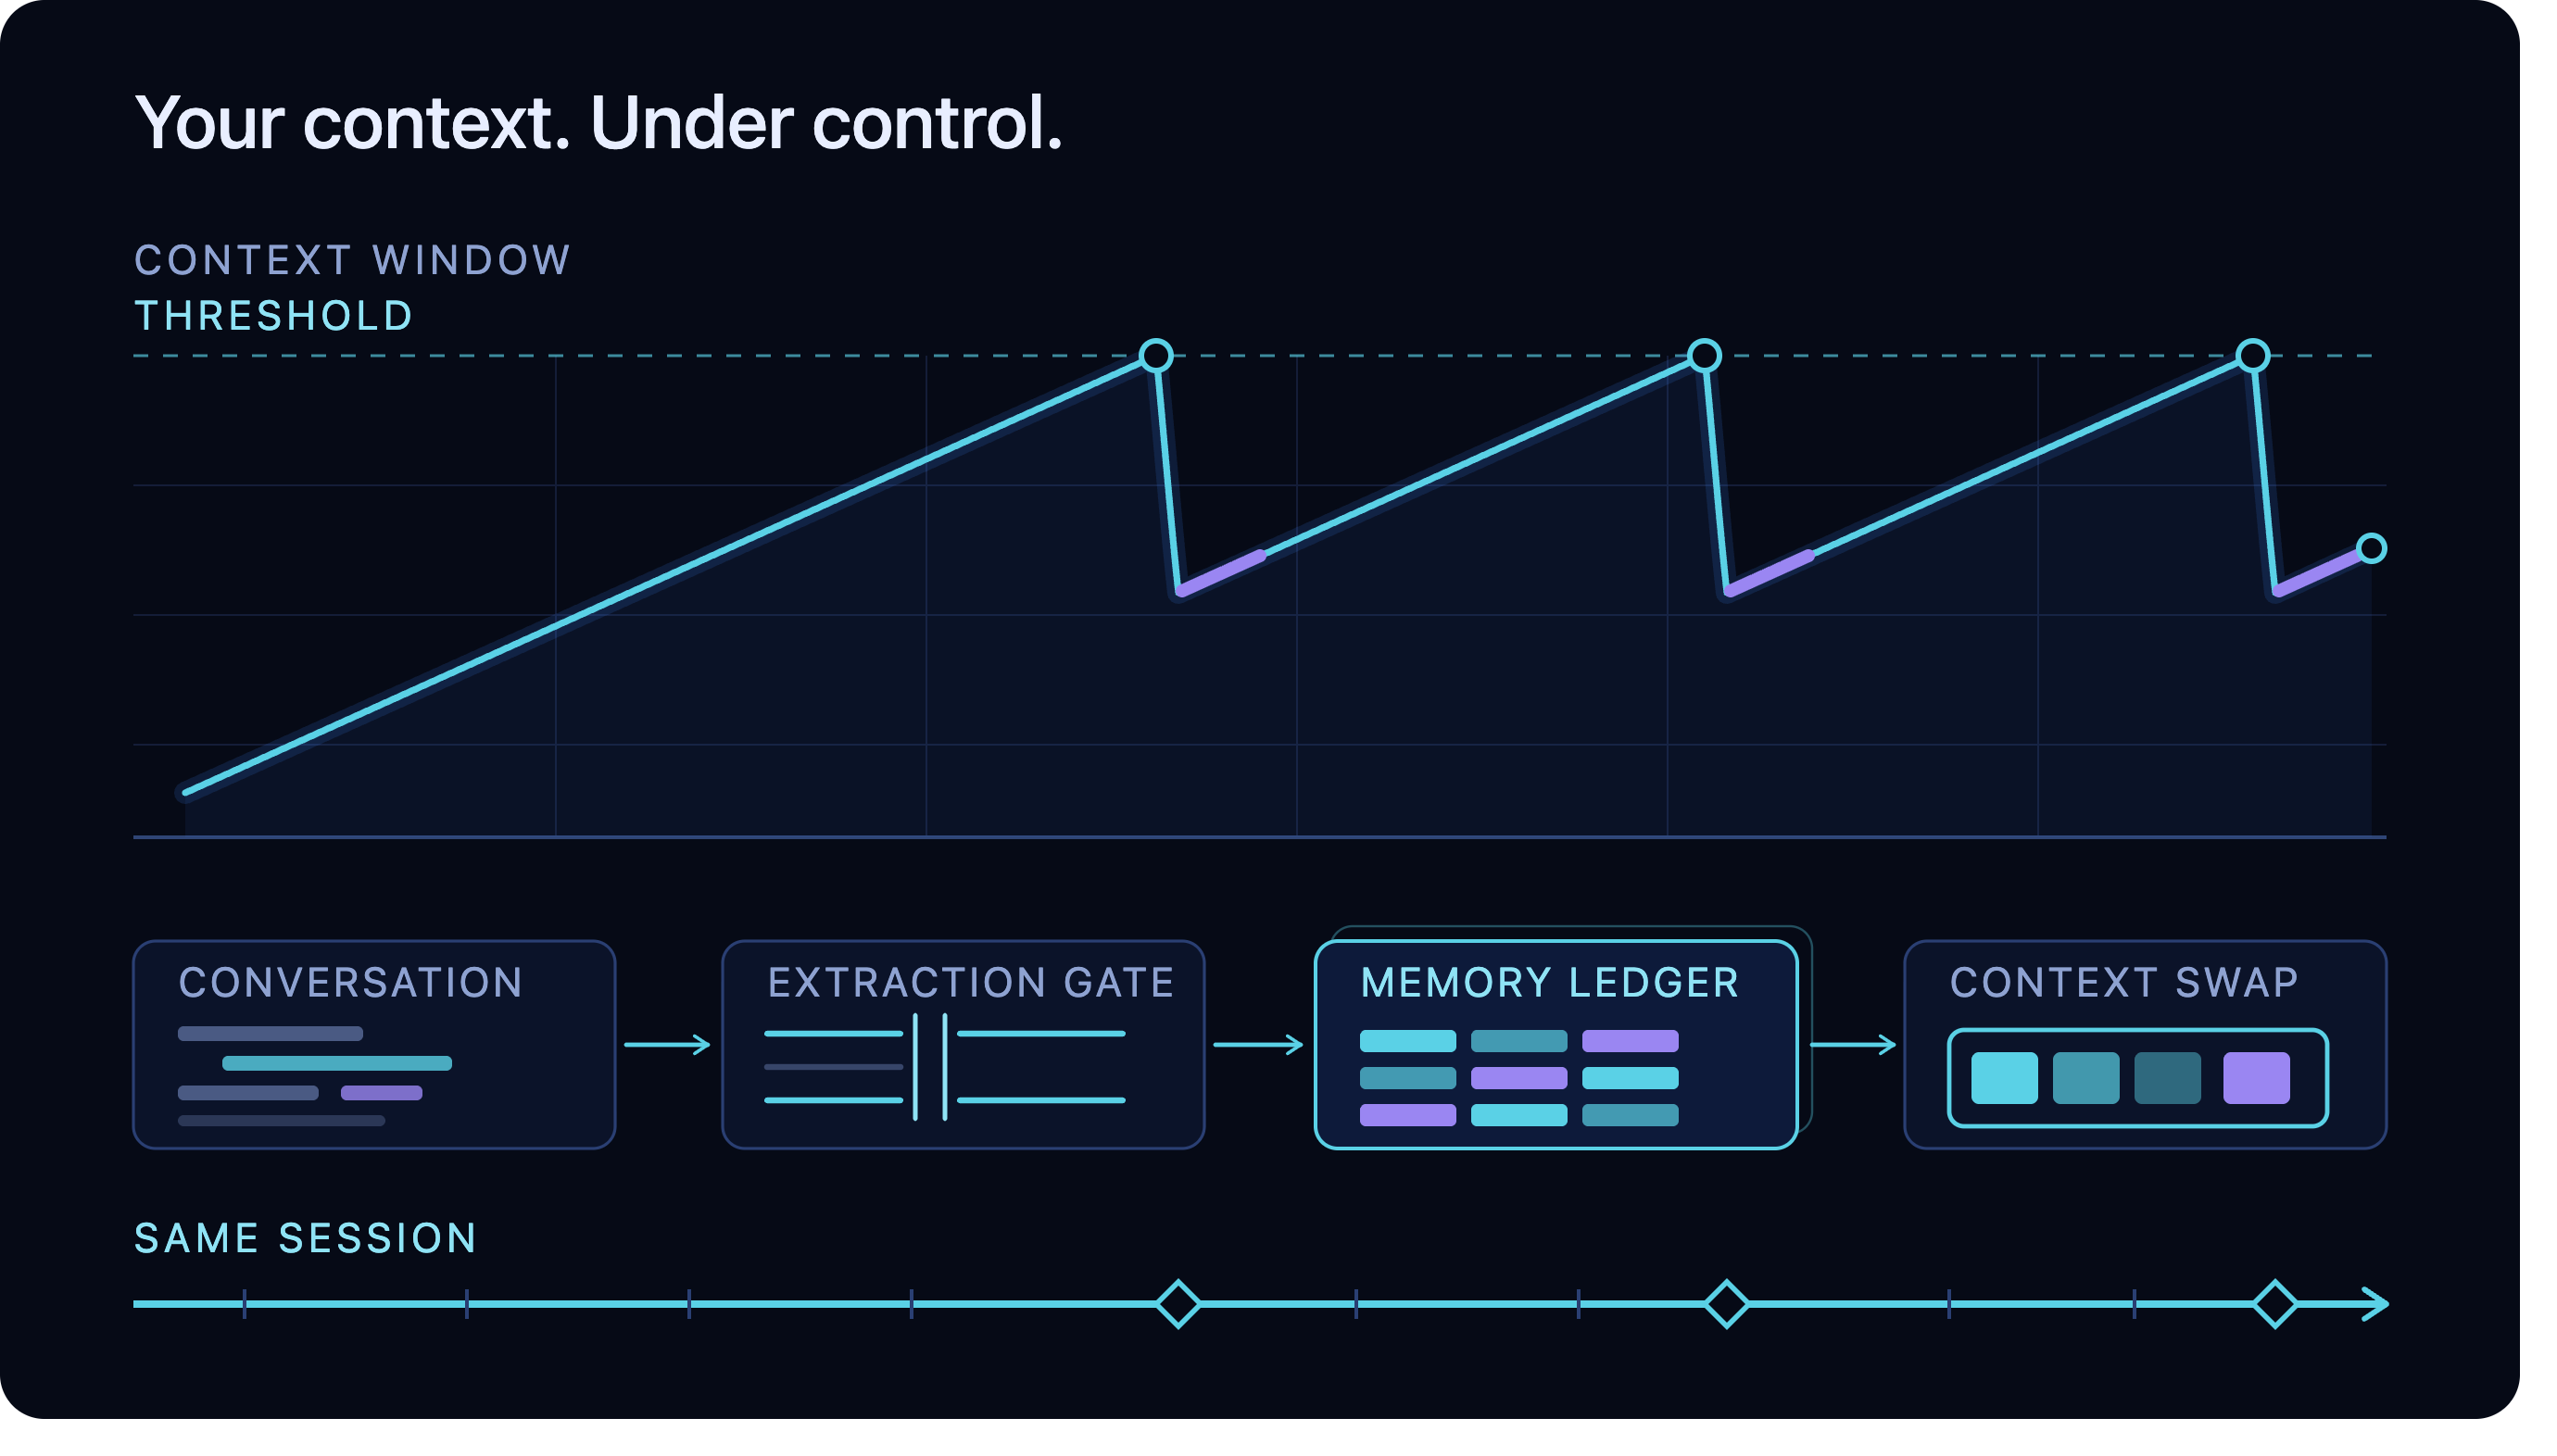 Your context. Under control.
CONTEXT WINDOW
THRESHOLD
CONVERSATION
EXTRACTION GATE
MEMORY LEDGER
CONTEXT SWAP
SAME SESSION